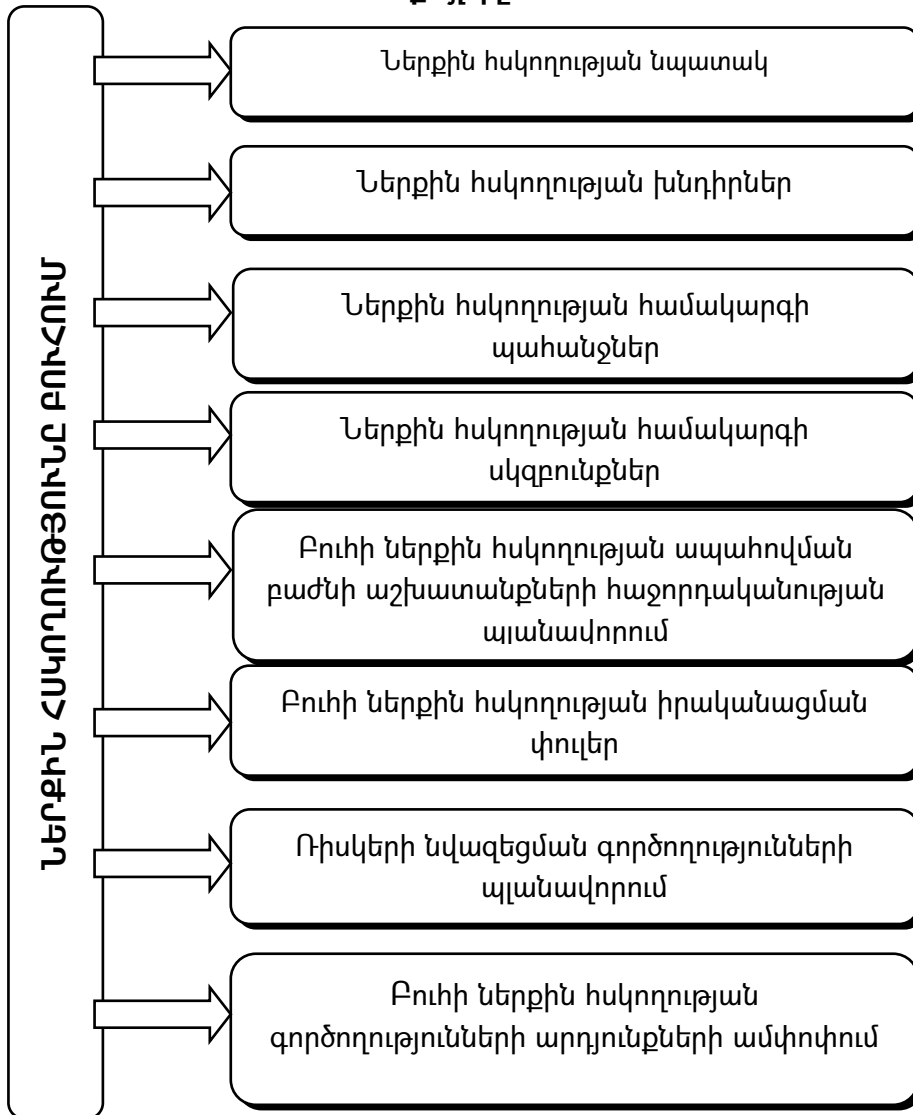 ՆԵՐՔԻՆ ՀՍԿՈՂՈՒԹՅՈՒՆԸ ԲՈՒՀՈՒՄ
Ներքին հսկողության նպատակ
Ներքին հսկողության խնդիրներ
Ներքին հսկողության համակարգի
պահանջներ
Ներքին հսկողության համակարգի
սկզբունքներ
Բուհի ներքին հսկողության ապահովման
բաժնի աշխատանքների հաջորդականության
պլանավորում
Բուհի ներքին հսկողության իրականացման
փուլեր
Ռիսկերի նվազեցման գործողությունների
պլանավորում
Բուհի ներքին հսկողության
գործողությունների արդյունքների ամփոփում